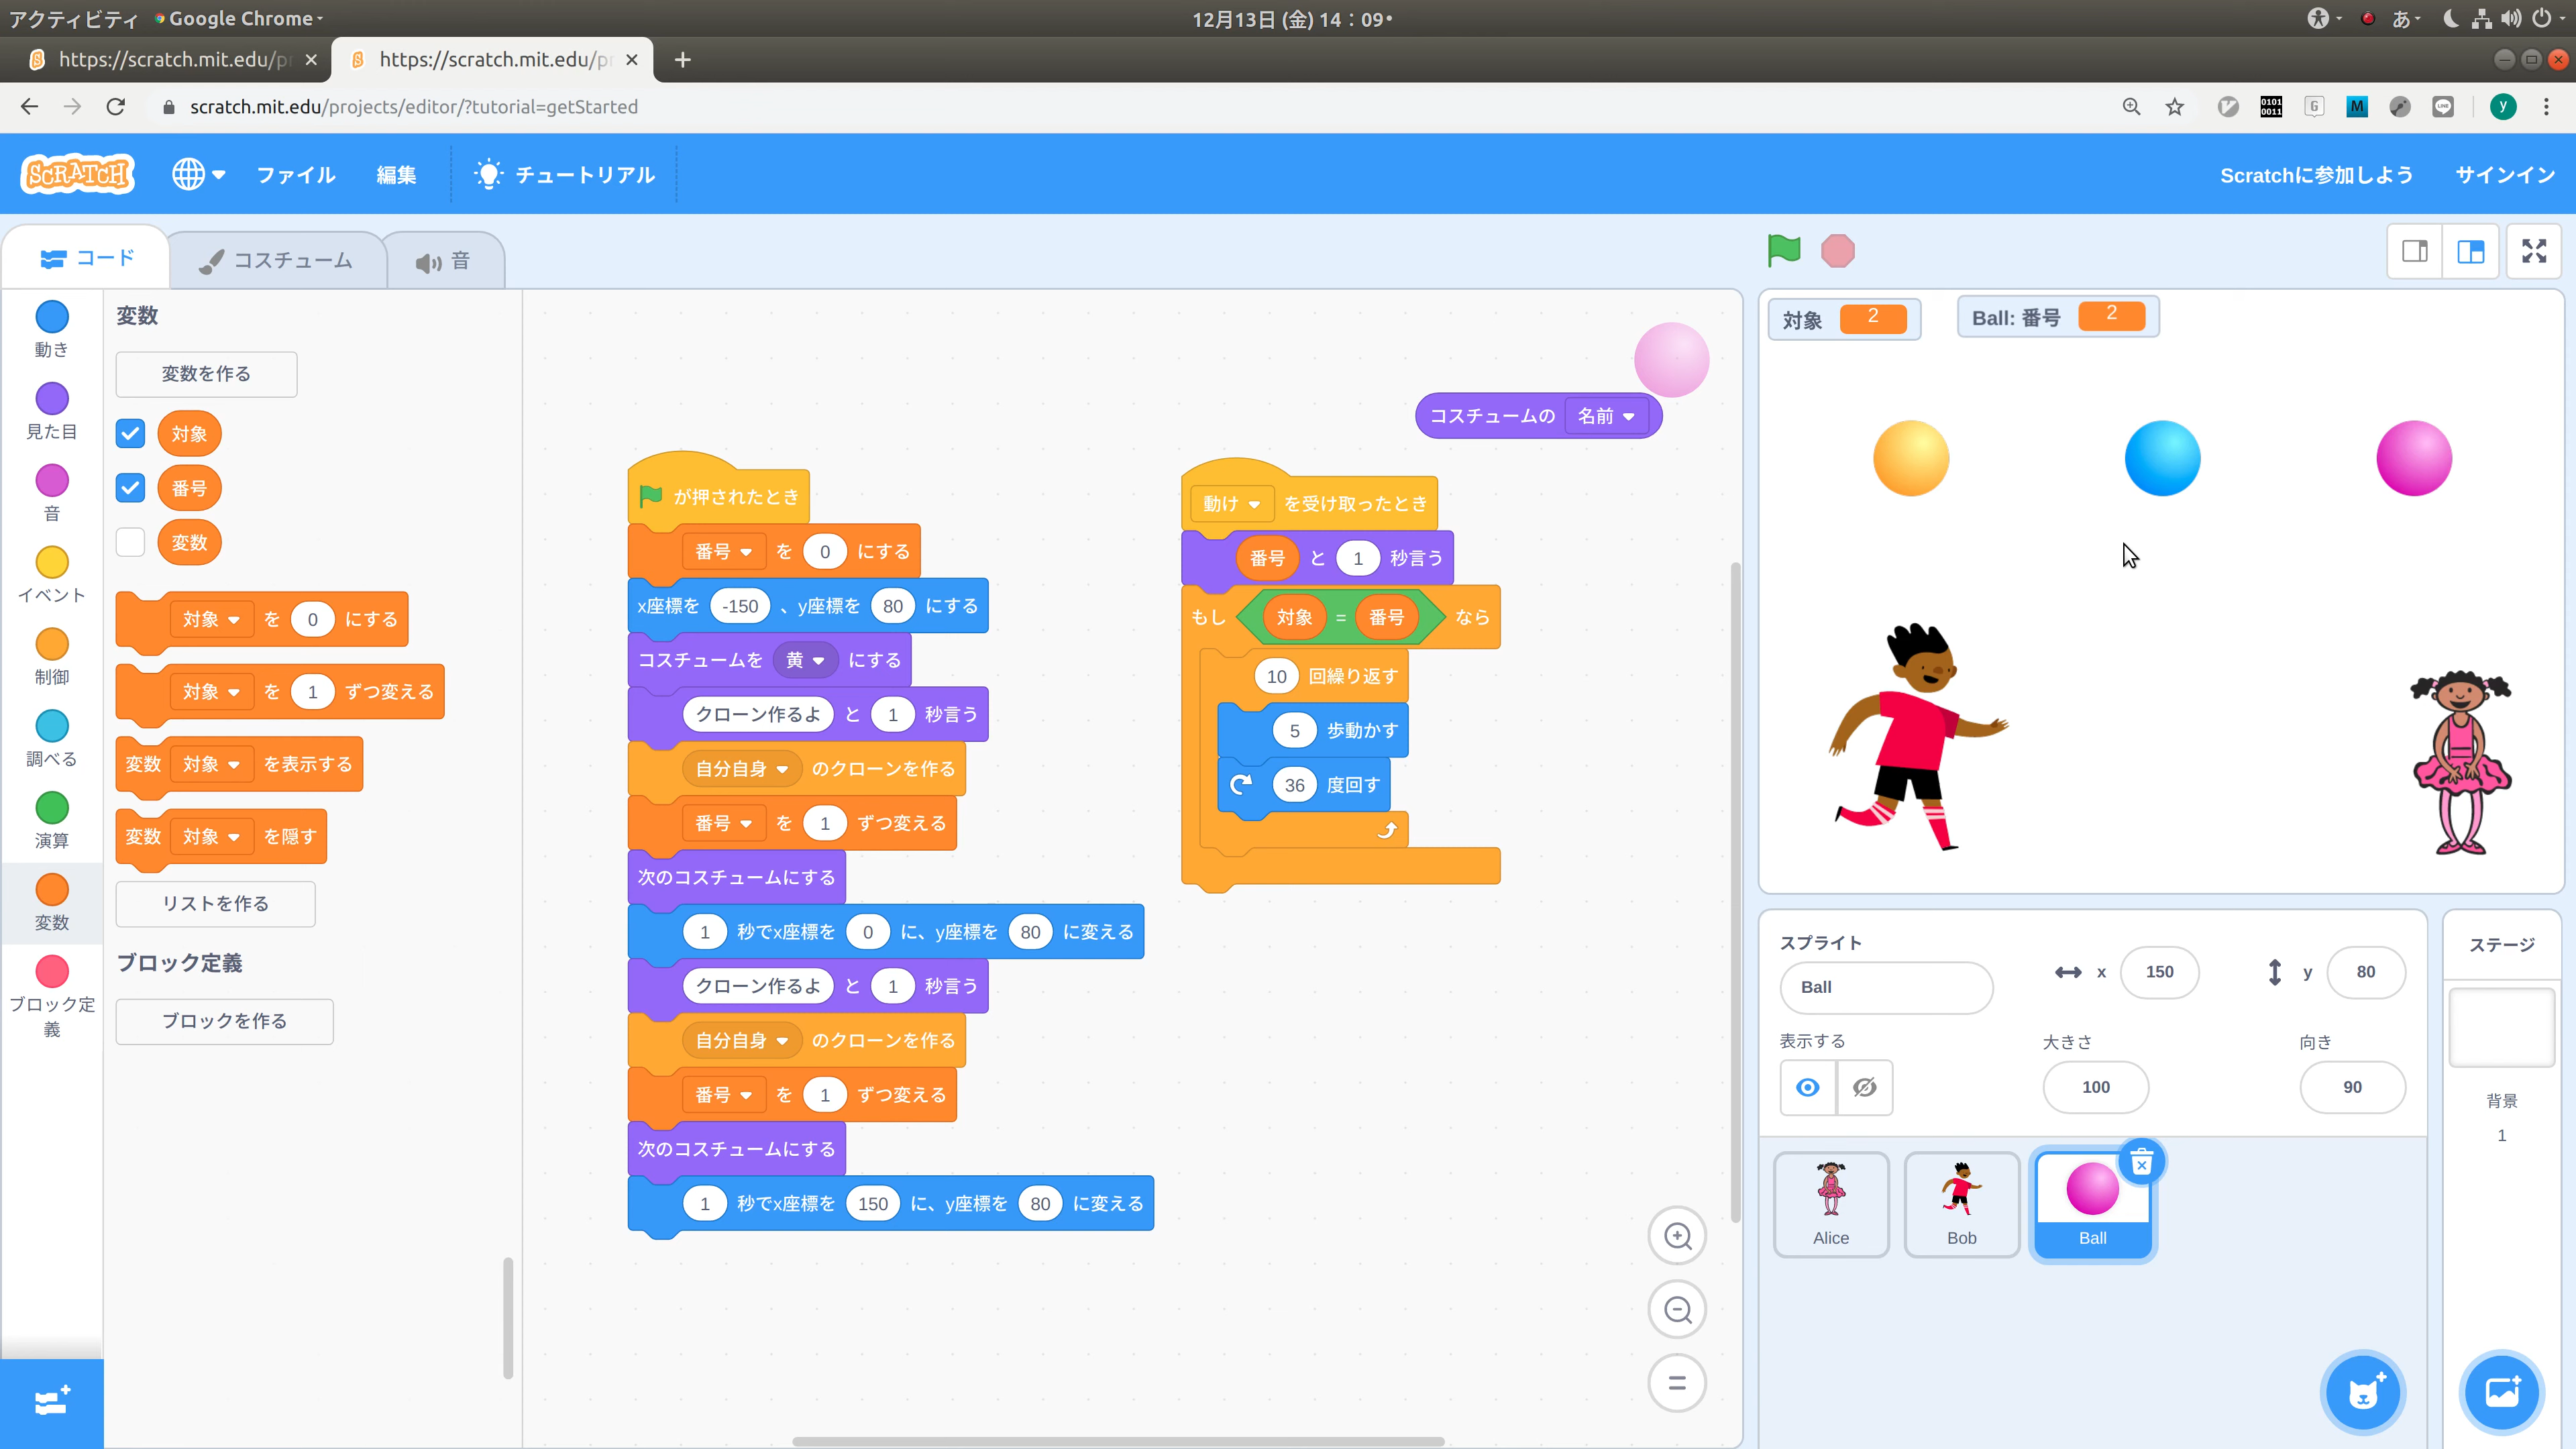 アクティビティ Google Chrome 12月13日 (金) 14：09 あ
https://scratch.mit.edu/p https://scratch.mit.edu/p
scratch.mit.edu/projects/editor/?tutorial=getStarted 0101 0011 G M LINE y
SCRATCH ファイル 編集 チュートリアル Scratchに参加しよう サインイン
コード コスチューム 音
動き
見た目
音
イベント
制御
調べる
演算
変数
ブロック定
義
変数
変数を作る
対象
番号
変数
対象 を 0 にする
対象 を 1 ずつ変える
変数 対象 を表示する
変数 対象 を隠す
リストを作る
ブロック定義
ブロックを作る
が押されたとき
番号 を 0 にする
x座標を -150 、y座標を 80 にする
コスチュームを 黄 にする
クローン作るよ と 1 秒言う
自分自身 のクローンを作る
番号 を 1 ずつ変える
次のコスチュームにする
1 秒でx座標を 0 に、y座標を 80 に変える
クローン作るよ と 1 秒言う
自分自身 のクローンを作る
番号 を 1 ずつ変える
次のコスチュームにする
1 秒でx座標を 150 に、y座標を 80 に変える
コスチュームの 名前
動け を受け取ったとき
番号 と 1 秒言う
もし 対象 = 番号 なら
10 回繰り返す
5 歩動かす
36 度回す
対象 2 Ball: 番号 2
スプライト
Ball x 150 y 80
表示する 大きさ 向き
100 90
Alice Bob Ball
ステージ
背景
1